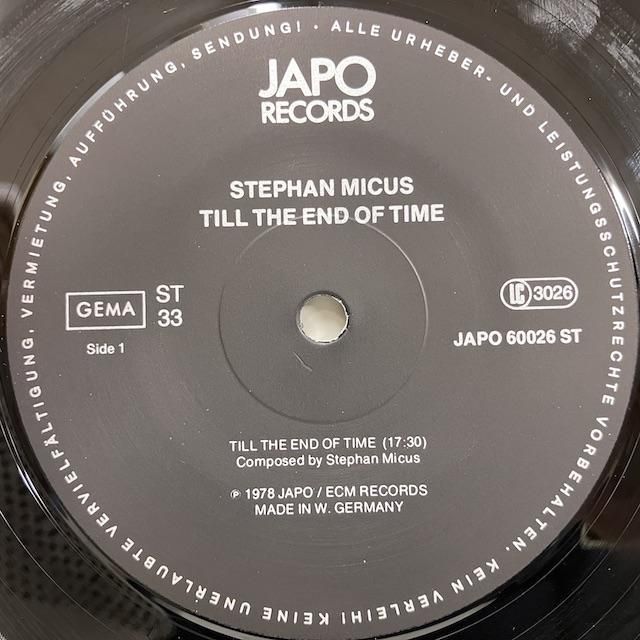 ALLE URHEBER- UND LEISTUNGSSCHUTZRECHTE VORBEHALTEN. KEIN VERLEIH! KEINE UNERLAUBTE VERVIELFÄLTIGUNG, VERMIETUNG, AUFFÜHRUNG, SENDUNG! •
JAPO
RECORDS
STEPHAN MICUS
TILL THE END OF TIME
GEMA
ST
33
LC 3026
Side 1
JAPO 60026 ST
TILL THE END OF TIME (17:30)
Composed by Stephan Micus
℗ 1978 JAPO / ECM RECORDS
MADE IN W. GERMANY